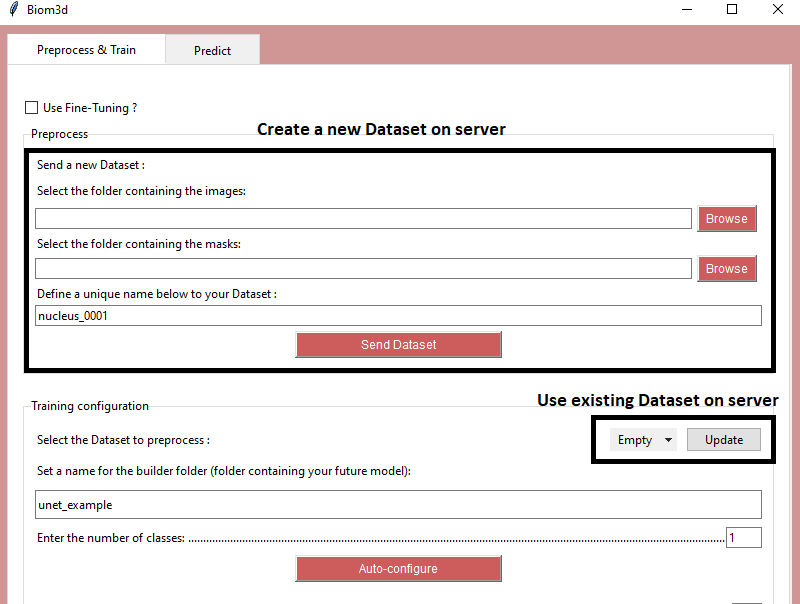 Biom3d
Preprocess & Train
Predict
Use Fine-Tuning ?
Create a new Dataset on server
Preprocess
Send a new Dataset :
Select the folder containing the images:
Browse
Select the folder containing the masks:
Browse
Define a unique name below to your Dataset :
nucleus_0001
Send Dataset
Use existing Dataset on server
Training configuration
Select the Dataset to preprocess :
Empty
Update
Set a name for the builder folder (folder containing your future model):
unet_example
Enter the number of classes: ................................................................................................................................................................
1
Auto-configure